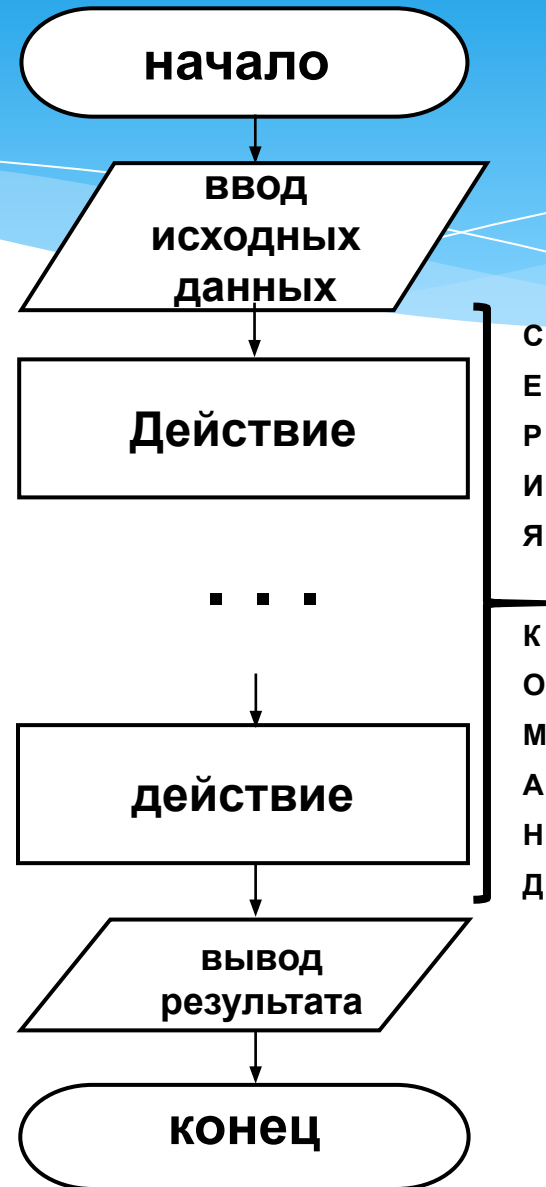 начало
ввод
исходных
данных
Действие
. . .
действие
вывод
результата
конец
С
Е
Р
И
Я
К
О
М
А
Н
Д